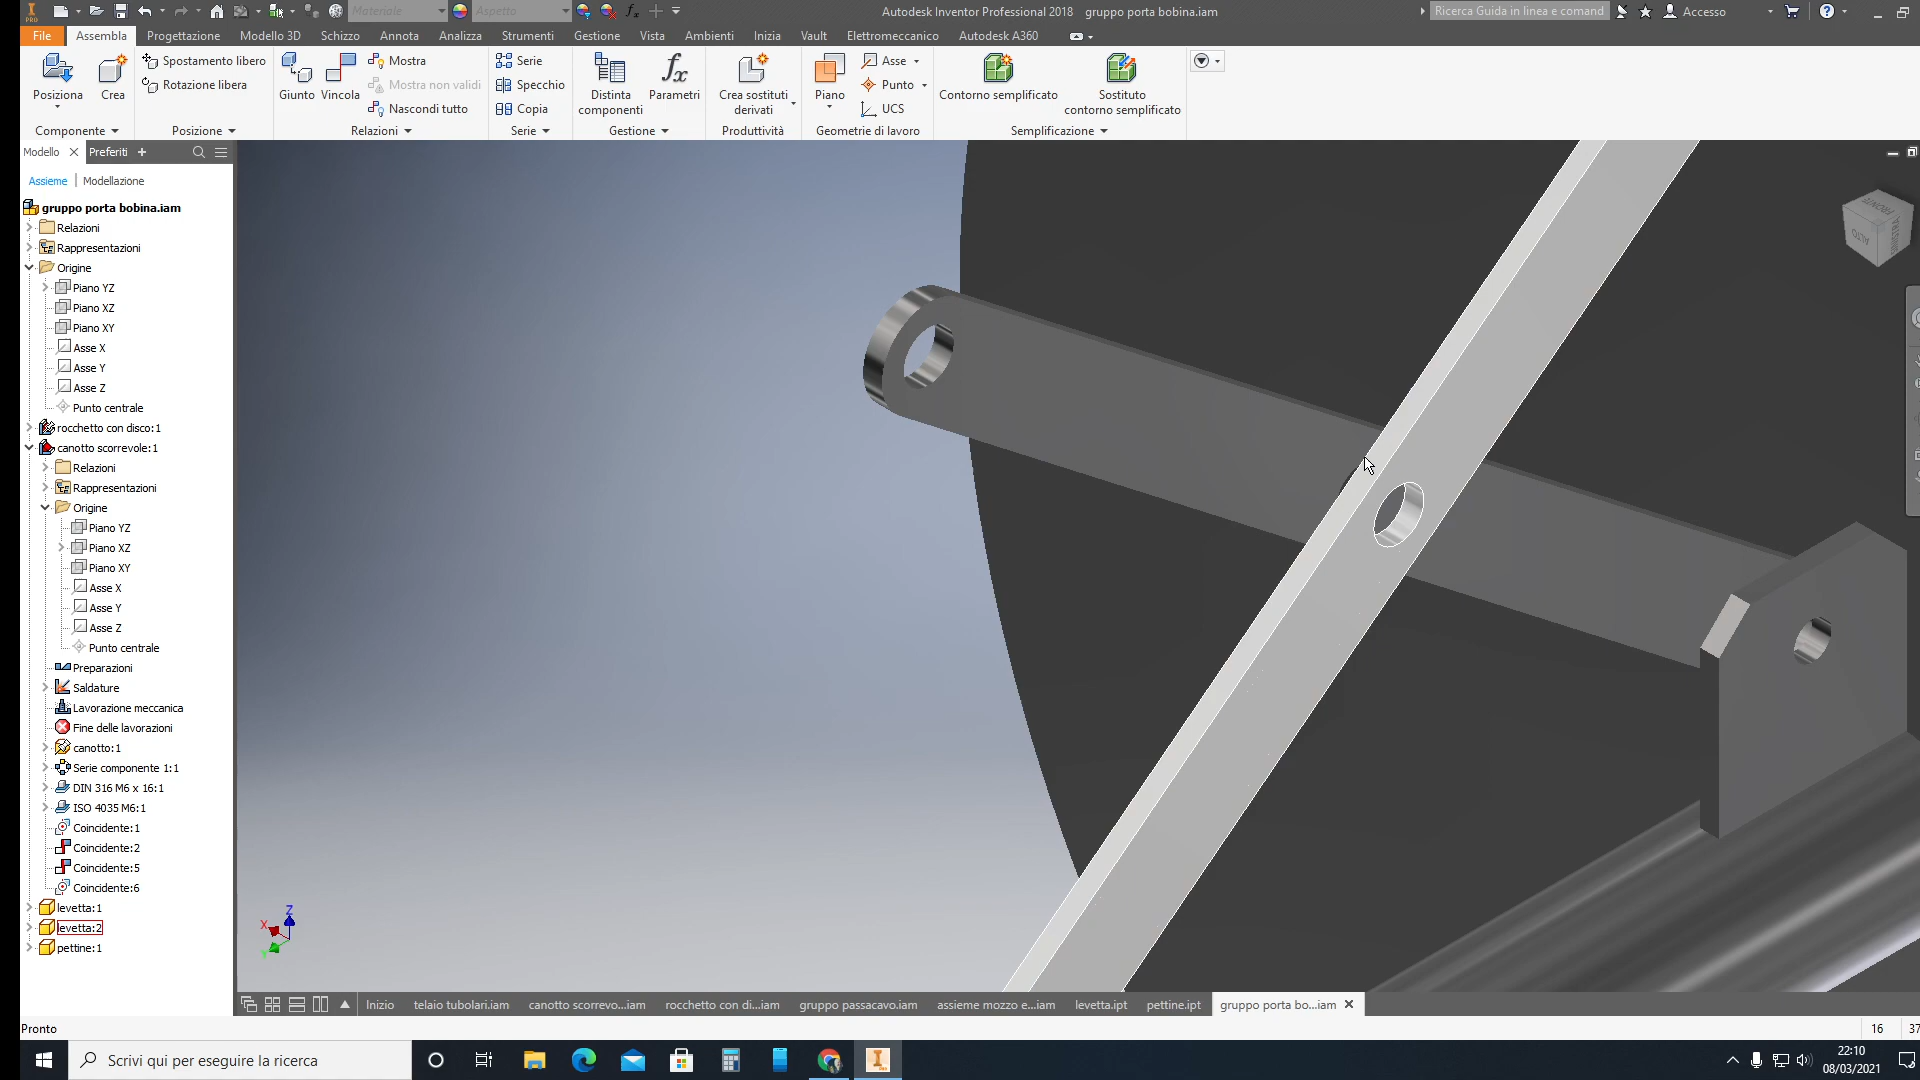 PRO
Materiale
Aspetto
Autodesk Inventor Professional 2018 gruppo porta bobina.iam
Ricerca Guida in linea e comand
Accesso
File Assembla Progettazione Modello 3D Schizzo Annota Analizza Strumenti Gestione Vista Ambienti Inizia Vault Elettromeccanico Autodesk A360
Posiziona
Crea
Spostamento libero
Rotazione libera
Giunto
Vincola
Mostra
Mostra non validi
Nascondi tutto
Serie
Specchio
Copia
Distinta
componenti
Parametri
Crea sostituti
derivati
Piano
Asse
Punto
UCS
Contorno semplificato
Sostituto
contorno semplificato
Componente Posizione Relazioni Serie Gestione Produttività Geometrie di lavoro Semplificazione
Modello Preferiti +
Assieme Modellazione
gruppo porta bobina.iam
Relazioni
Rappresentazioni
Origine
Piano YZ
Piano XZ
Piano XY
Asse X
Asse Y
Asse Z
Punto centrale
rocchetto con disco:1
canotto scorrevole:1
Relazioni
Rappresentazioni
Origine
Piano YZ
Piano XZ
Piano XY
Asse X
Asse Y
Asse Z
Punto centrale
Preparazioni
Saldature
Lavorazione meccanica
Fine delle lavorazioni
canotto:1
Serie componente 1:1
DIN 316 M6 x 16:1
ISO 4035 M6:1
Coincidente:1
Coincidente:2
Coincidente:5
Coincidente:6
levetta:1
levetta:2
pettine:1
FRONTE
ALTO
Z
X
Y
Inizio telaio tubolari.iam canotto scorrevo...iam rocchetto con di...iam gruppo passacavo.iam assieme mozzo e...iam levetta.ipt pettine.ipt gruppo porta bo...iam
Pronto
16
37
Scrivi qui per eseguire la ricerca
22:10
08/03/2021